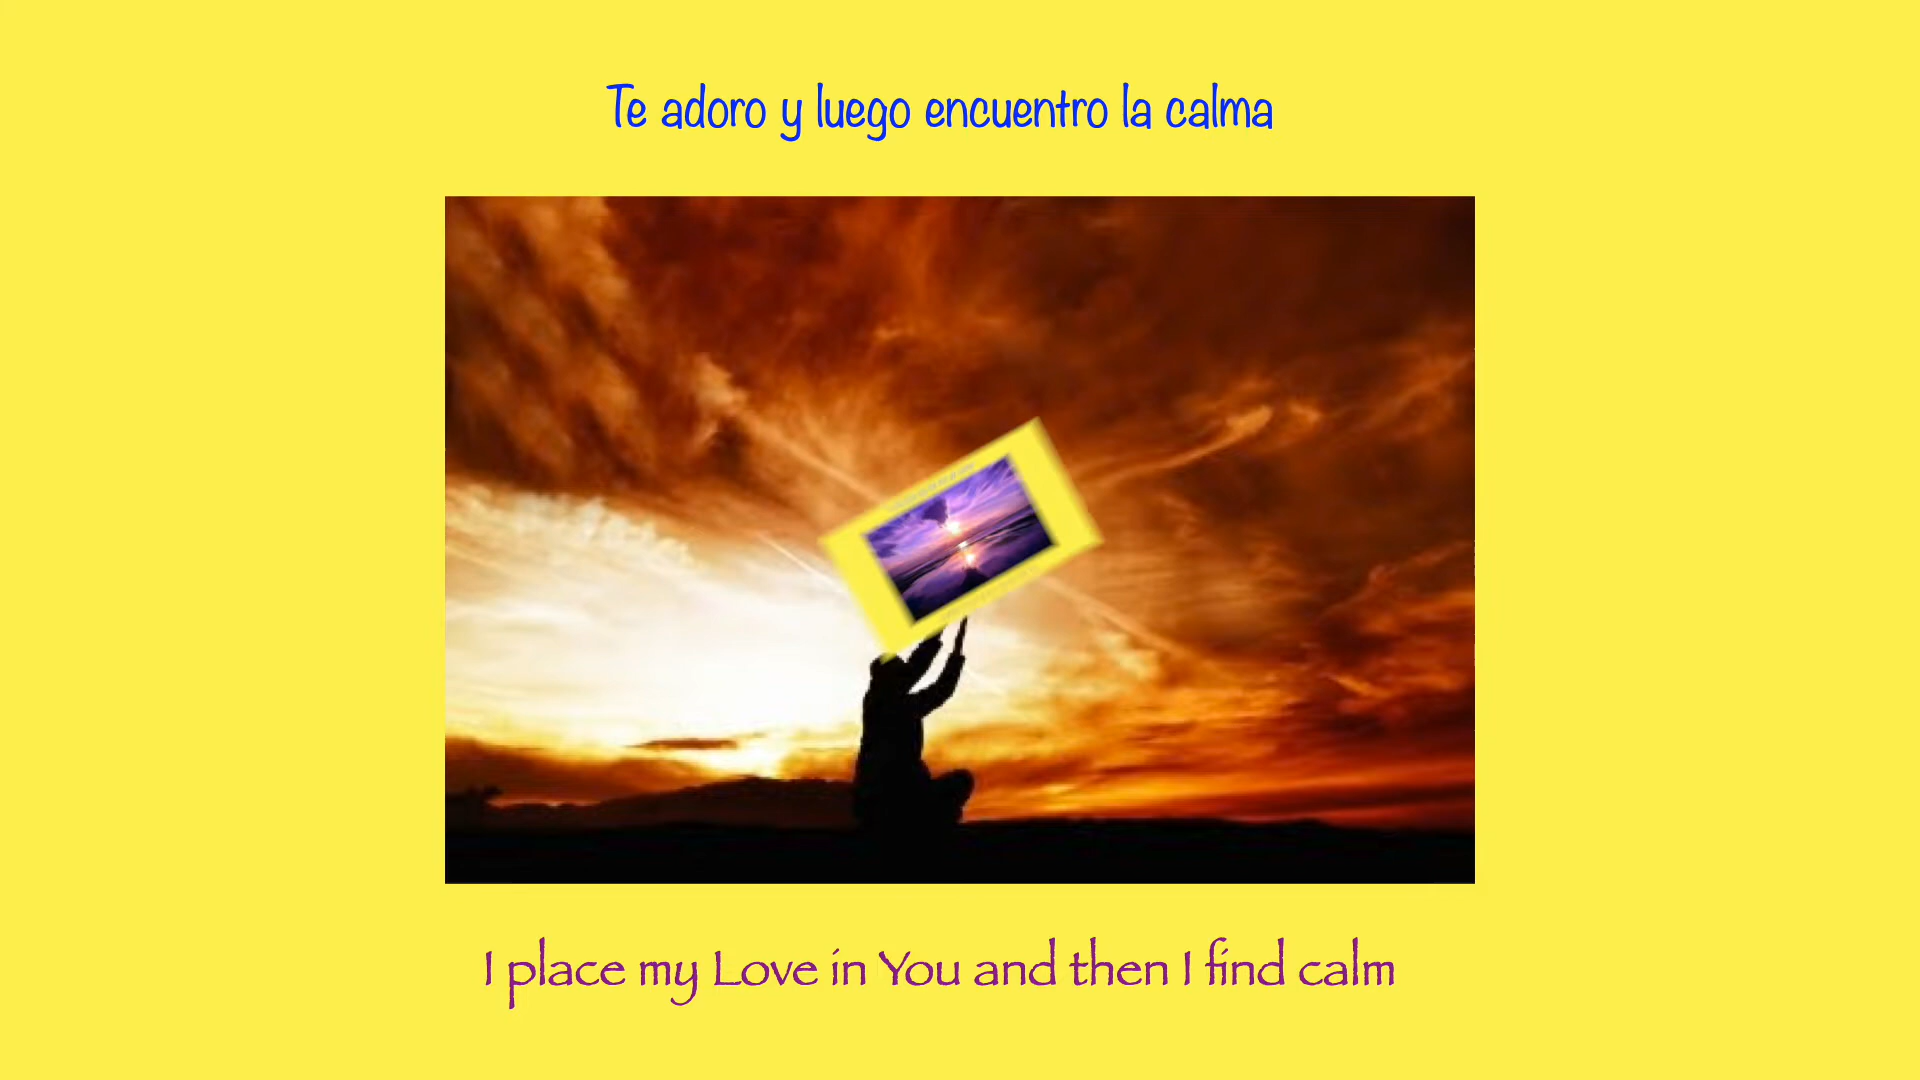 Te adoro y luego encuentro la calma
I place my Love in You and then I find calm